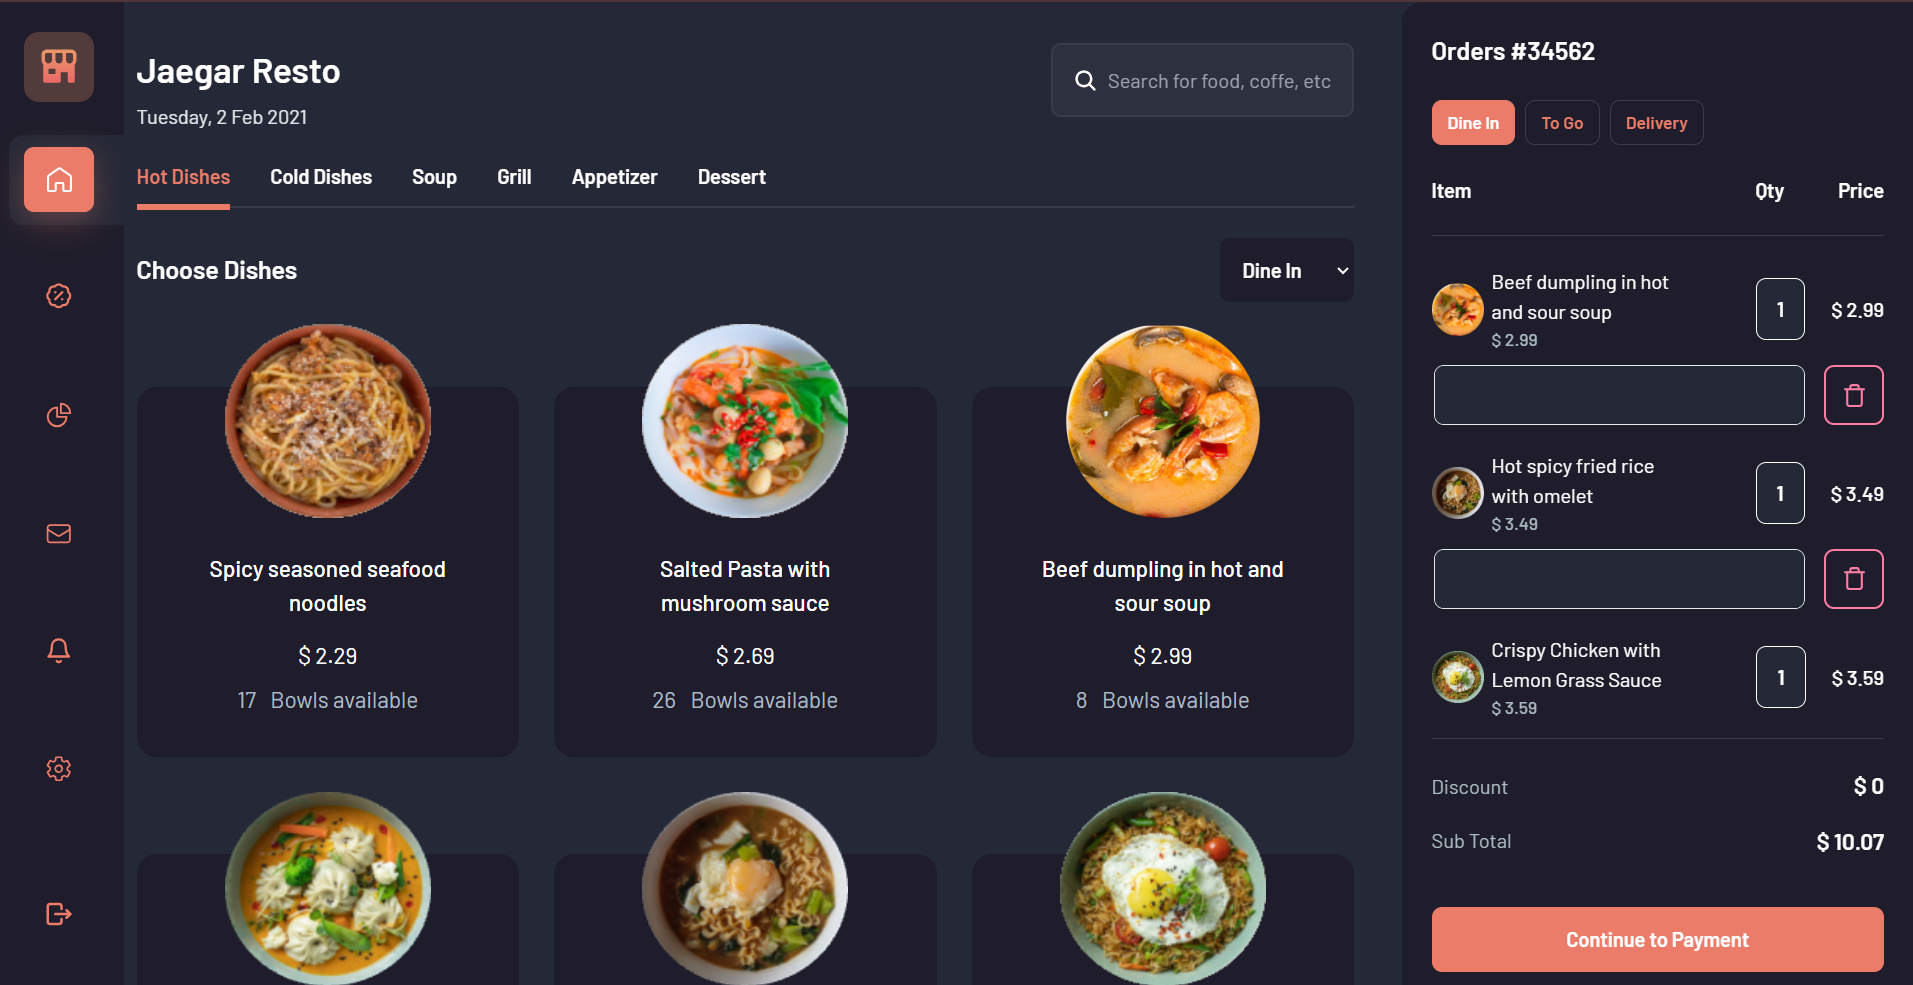 Jaegar Resto
Tuesday, 2 Feb 2021
Search for food, coffe, etc
Hot Dishes
Cold Dishes
Soup
Grill
Appetizer
Dessert
Choose Dishes
Dine In
Spicy seasoned seafood
noodles
$ 2.29
17 Bowls available
Salted Pasta with
mushroom sauce
$ 2.69
26 Bowls available
Beef dumpling in hot and
sour soup
$ 2.99
8 Bowls available
Orders #34562
Dine In
To Go
Delivery
Item
Qty
Price
Beef dumpling in hot
and sour soup
$ 2.99
1
$ 2.99
Hot spicy fried rice
with omelet
$ 3.49
1
$ 3.49
Crispy Chicken with
Lemon Grass Sauce
$ 3.59
1
$ 3.59
Discount
$ 0
Sub Total
$ 10.07
Continue to Payment